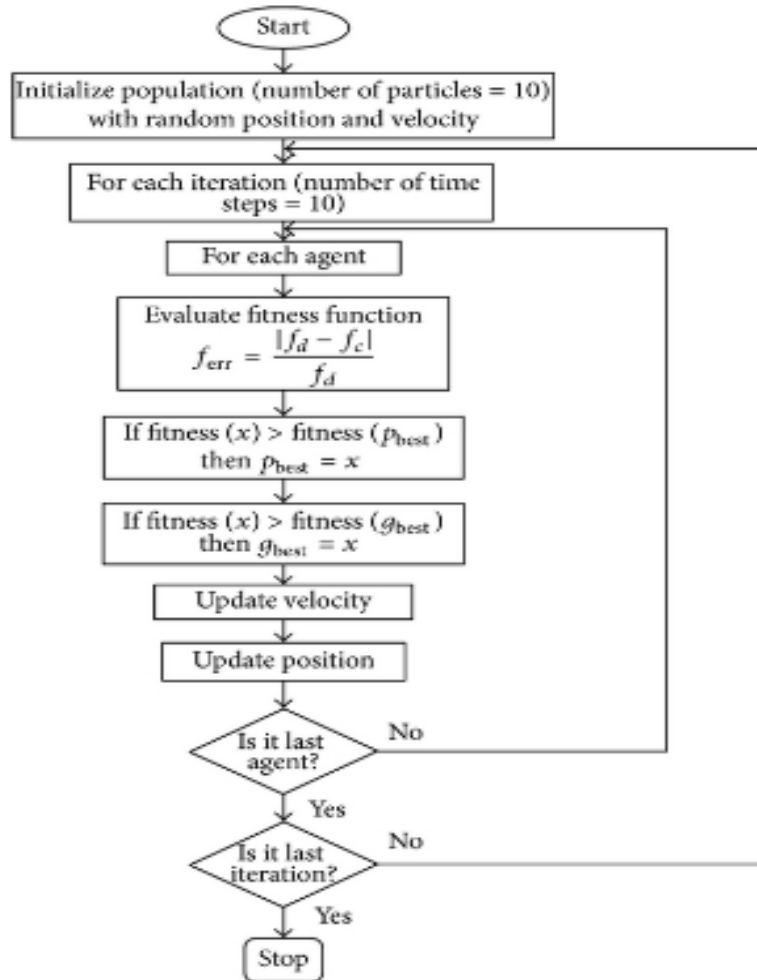 Start
Initialize population (number of particles = 10)
with random position and velocity
For each iteration (number of time
steps = 10)
For each agent
Evaluate fitness function
f_err = |f_d − f_c| / f_d
If fitness (x) > fitness (p_best)
then p_best = x
If fitness (x) > fitness (g_best)
then g_best = x
Update velocity
Update position
Is it last
agent?
No
Yes
Is it last
iteration?
No
Yes
Stop